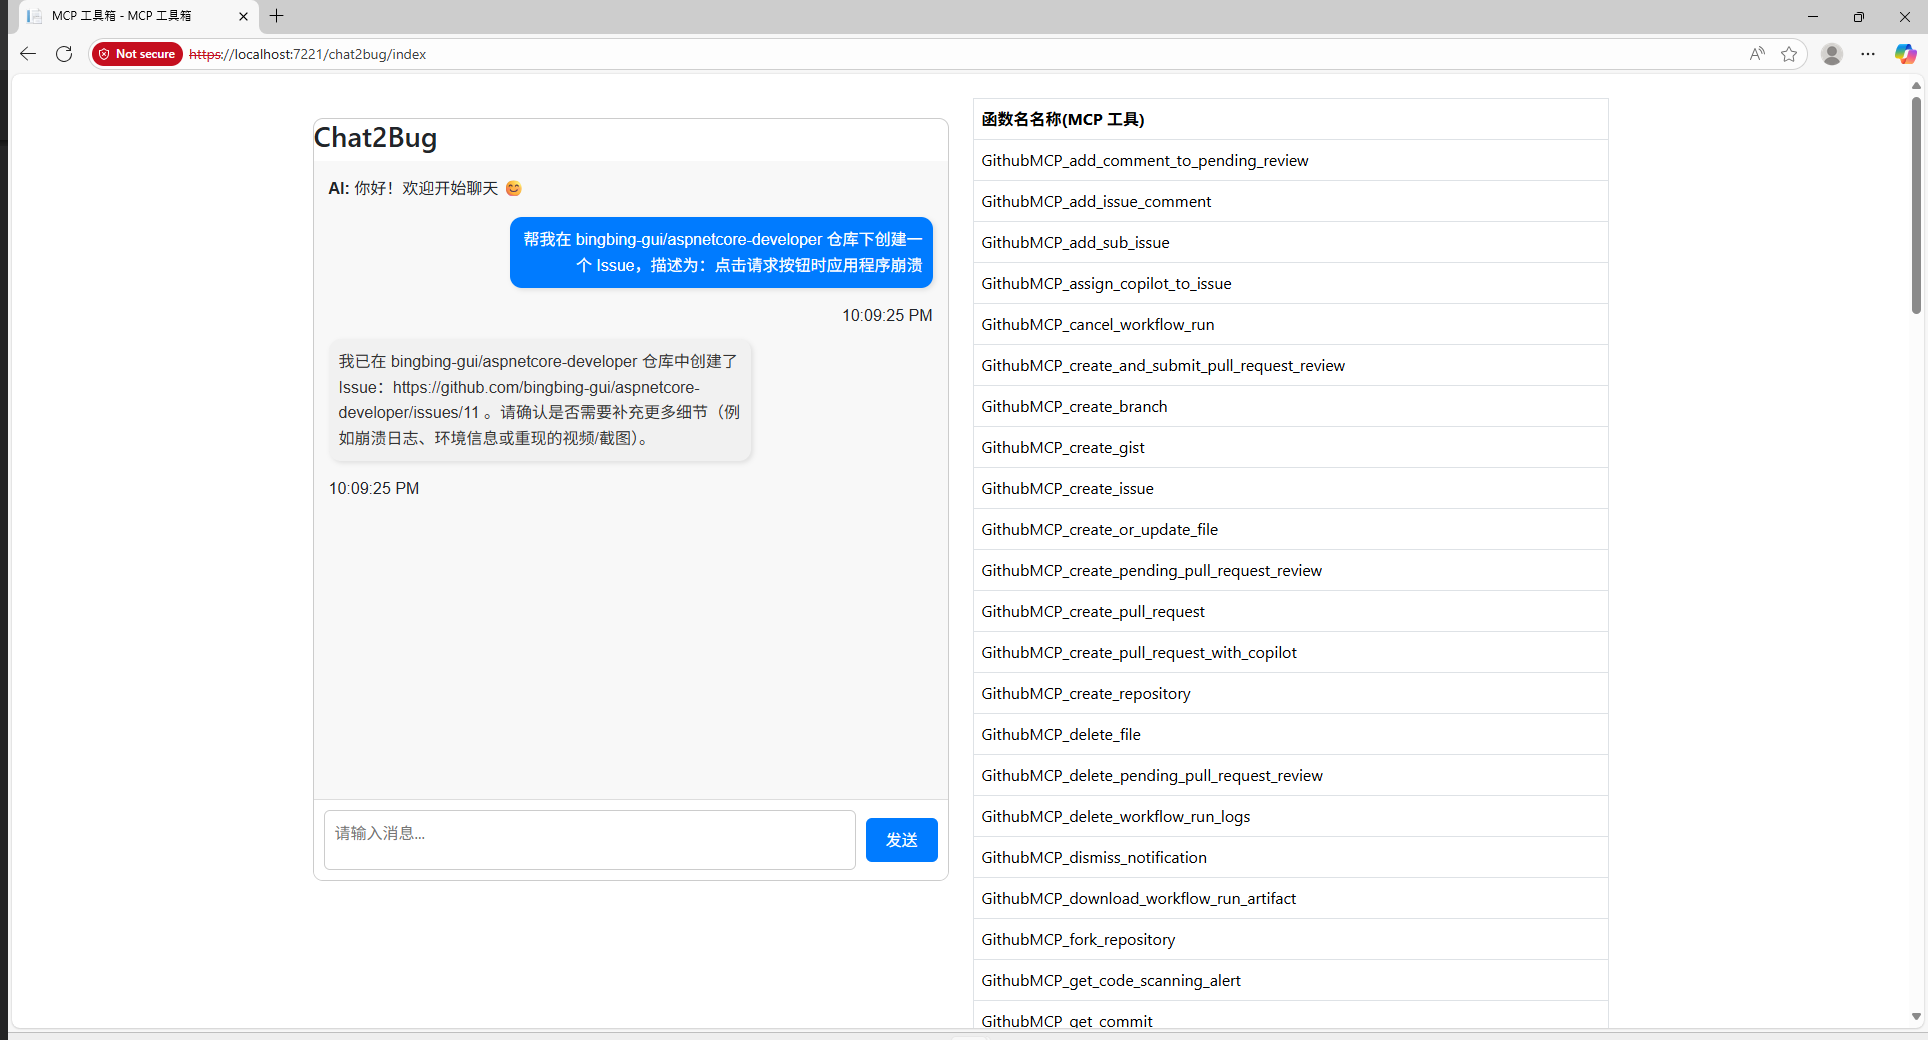 MCP 工具箱 - MCP 工具箱
Not secure
https://localhost:7221/chat2bug/index
Chat2Bug
AI: 你好！欢迎开始聊天 😊
帮我在 bingbing-gui/aspnetcore-developer 仓库下创建一
个 Issue，描述为：点击请求按钮时应用程序崩溃
10:09:25 PM
我已在 bingbing-gui/aspnetcore-developer 仓库中创建了
Issue：https://github.com/bingbing-gui/aspnetcore-
developer/issues/11 。请确认是否需要补充更多细节（例
如崩溃日志、环境信息或重现的视频/截图）。
10:09:25 PM
请输入消息...
发送
函数名名称(MCP 工具)
GithubMCP_add_comment_to_pending_review
GithubMCP_add_issue_comment
GithubMCP_add_sub_issue
GithubMCP_assign_copilot_to_issue
GithubMCP_cancel_workflow_run
GithubMCP_create_and_submit_pull_request_review
GithubMCP_create_branch
GithubMCP_create_gist
GithubMCP_create_issue
GithubMCP_create_or_update_file
GithubMCP_create_pending_pull_request_review
GithubMCP_create_pull_request
GithubMCP_create_pull_request_with_copilot
GithubMCP_create_repository
GithubMCP_delete_file
GithubMCP_delete_pending_pull_request_review
GithubMCP_delete_workflow_run_logs
GithubMCP_dismiss_notification
GithubMCP_download_workflow_run_artifact
GithubMCP_fork_repository
GithubMCP_get_code_scanning_alert
GithubMCP_get_commit